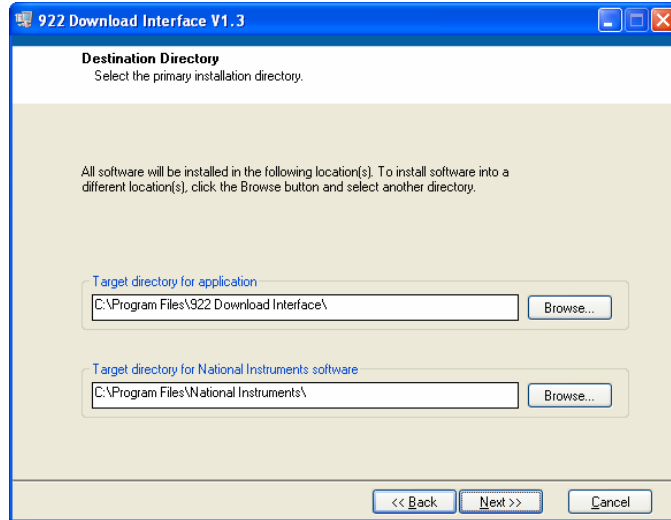 922 Download Interface V1.3
Destination Directory
Select the primary installation directory.
All software will be installed in the following location(s). To install software into a
different location(s), click the Browse button and select another directory.
Target directory for application
C:\Program Files\922 Download Interface\
Browse...
Target directory for National Instruments software
C:\Program Files\National Instruments\
Browse...
<< Back
Next >>
Cancel